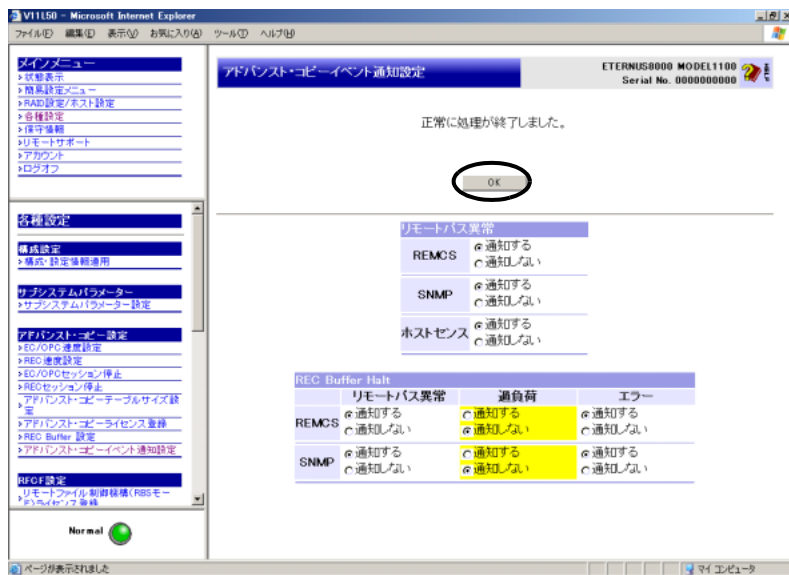 V11L50 - Microsoft Internet Explorer
ファイル(F) 編集(E) 表示(V) お気に入り(A) ツール(T) ヘルプ(H)
メインメニュー
状態表示
簡易設定メニュー
RAID設定/ホスト設定
各種設定
保守情報
リモートサポート
アカウント
ログオフ
各種設定
構成設定
構成・設定情報適用
サブシステムパラメーター
サブシステムパラメーター設定
アドバンスト・コピー設定
EC/OPC速度設定
REC速度設定
EC/OPCセッション停止
RECセッション停止
アドバンスト・コピーテーブルサイズ設
定
アドバンスト・コピーライセンス登録
REC Buffer 設定
アドバンスト・コピーイベント通知設定
RFCF設定
リモートファイル制御機構(RBSモー
ド)ライセンス登録
Normal
アドバンスト・コピーイベント通知設定
ETERNUS8000 MODEL1100
Serial No. 0000000000
正常に処理が終了しました。
OK
リモートパス異常
REMCS 通知する
通知しない
SNMP 通知する
通知しない
ホストセンス 通知する
通知しない
REC Buffer Halt
リモートパス異常 過負荷 エラー
REMCS 通知する 通知する 通知する
通知しない 通知しない 通知しない
SNMP 通知する 通知する 通知する
通知しない 通知しない 通知しない
ページが表示されました マイ コンピュータ